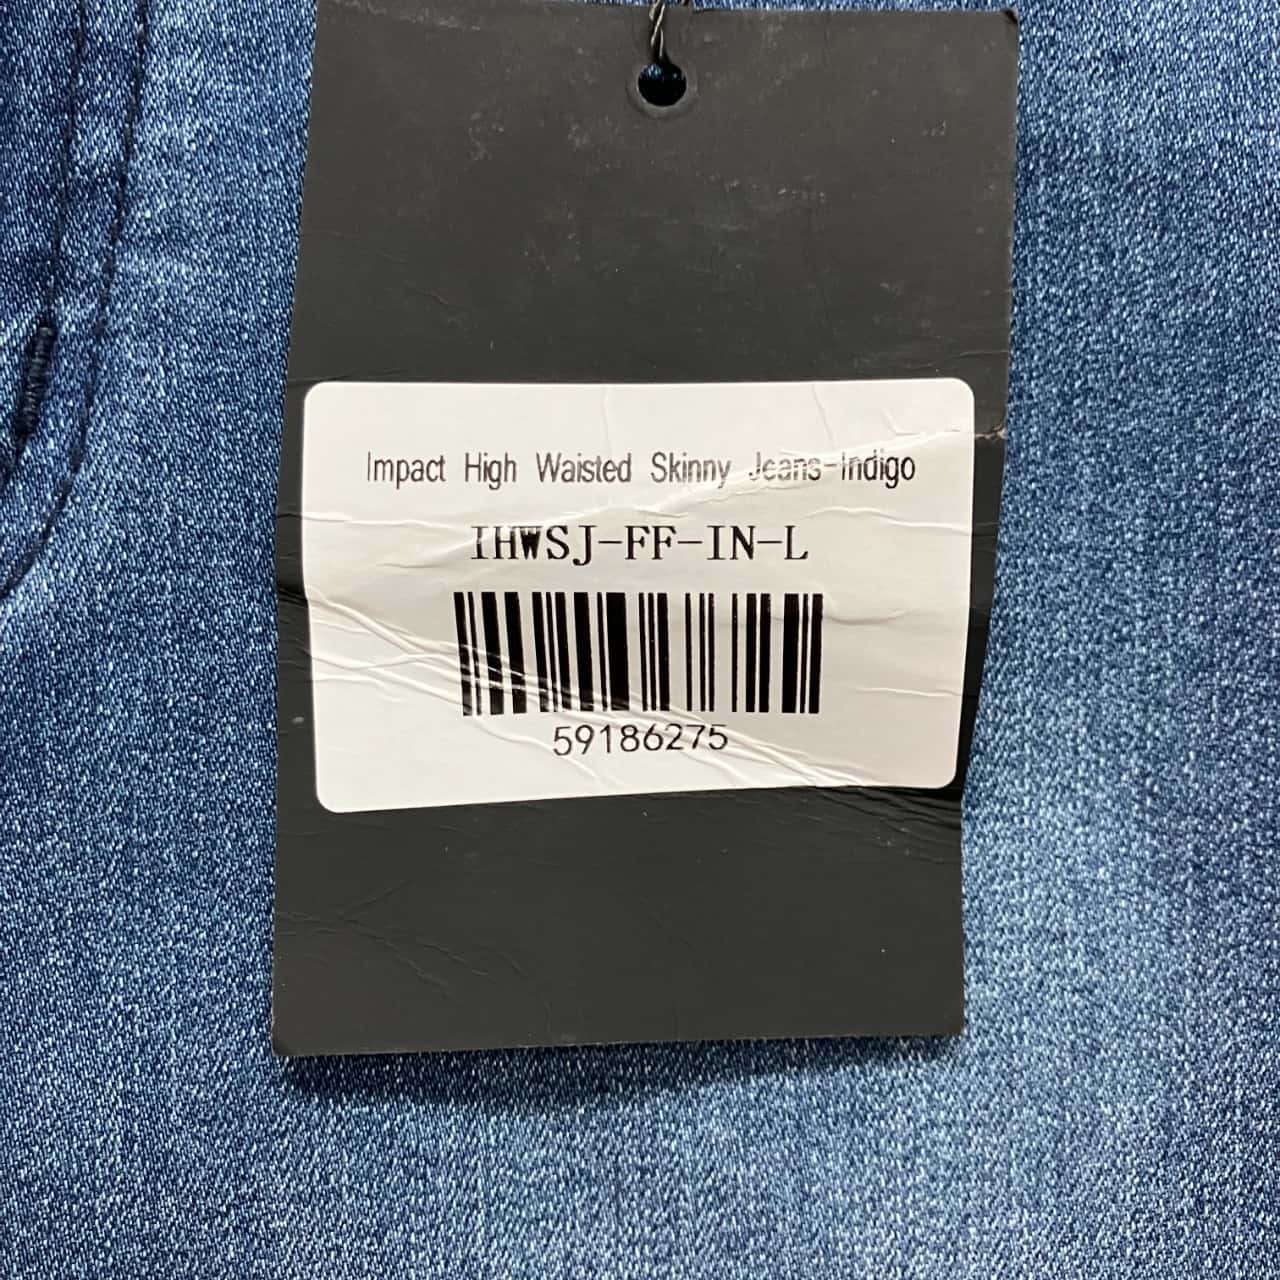 Impact High Waisted Skinny Jeans-Indigo
IHWSJ-FF-IN-L
59186275